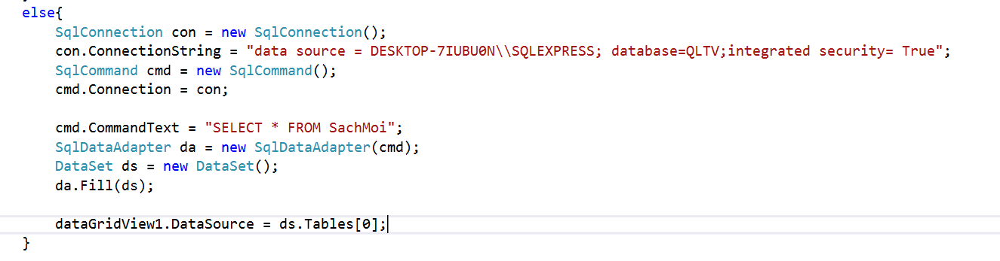 else{
SqlConnection con = new SqlConnection();
con.ConnectionString = "data source = DESKTOP-7IUBU0N\\SQLEXPRESS; database=QLTV;integrated security= True";
SqlCommand cmd = new SqlCommand();
cmd.Connection = con;
cmd.CommandText = "SELECT * FROM SachMoi";
SqlDataAdapter da = new SqlDataAdapter(cmd);
DataSet ds = new DataSet();
da.Fill(ds);
dataGridView1.DataSource = ds.Tables[0];
}